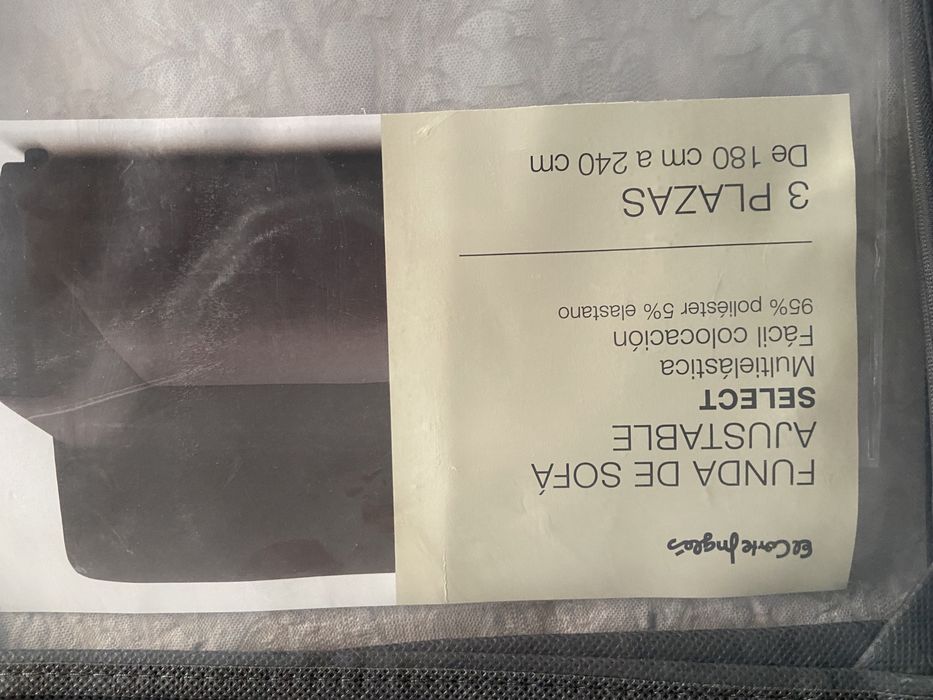 El Corte Inglés
FUNDA DE SOFÁ
AJUSTABLE
SELECT
Multielástica
Fácil colocación
95% poliéster 5% elastano
3 PLAZAS
De 180 cm a 240 cm